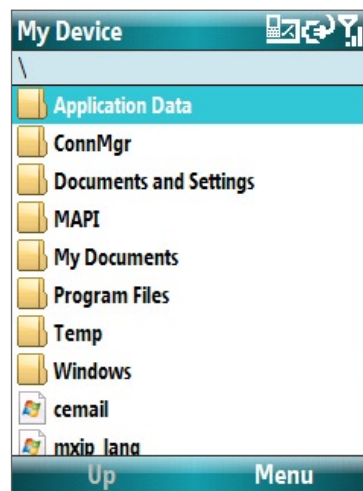 My Device
\
Application Data
ConnMgr
Documents and Settings
MAPI
My Documents
Program Files
Temp
Windows
cemail
mxip_lang
Up Menu